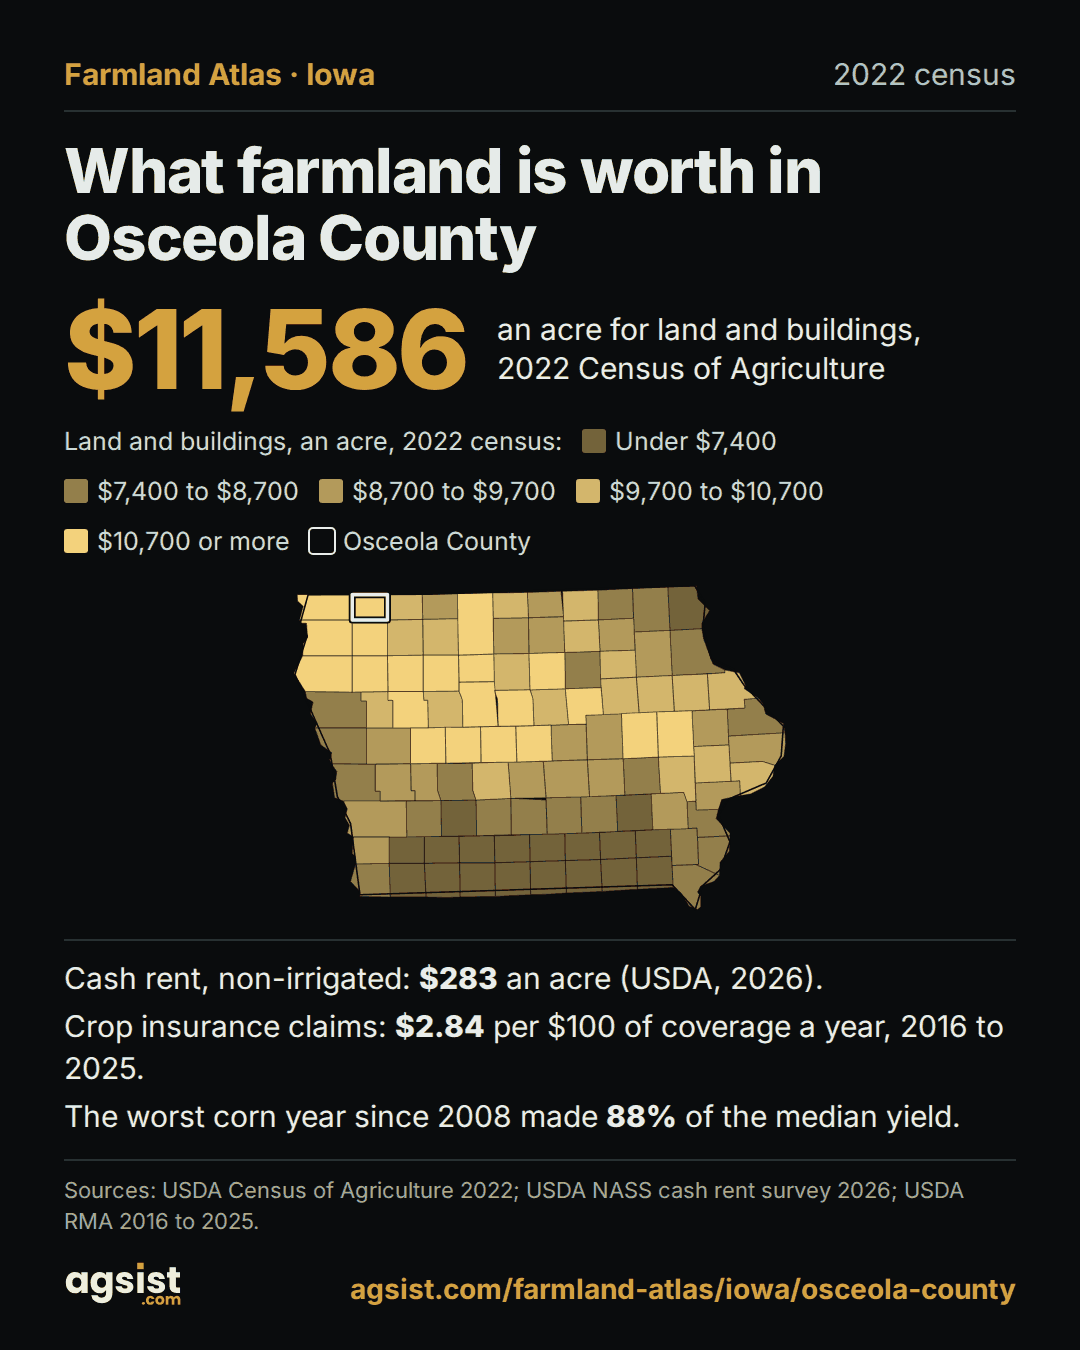 Farmland Atlas · Iowa
2022 census
What farmland is worth in
Osceola County
$11,586
an acre for land and buildings,
2022 Census of Agriculture
Land and buildings, an acre, 2022 census:
Under $7,400
$7,400 to $8,700
$8,700 to $9,700
$9,700 to $10,700
$10,700 or more
Osceola County
Cash rent, non-irrigated: $283 an acre (USDA, 2026).
Crop insurance claims: $2.84 per $100 of coverage a year, 2016 to
2025.
The worst corn year since 2008 made 88% of the median yield.
Sources: USDA Census of Agriculture 2022; USDA NASS cash rent survey 2026; USDA
RMA 2016 to 2025.
agsist
.com
agsist.com/farmland-atlas/iowa/osceola-county